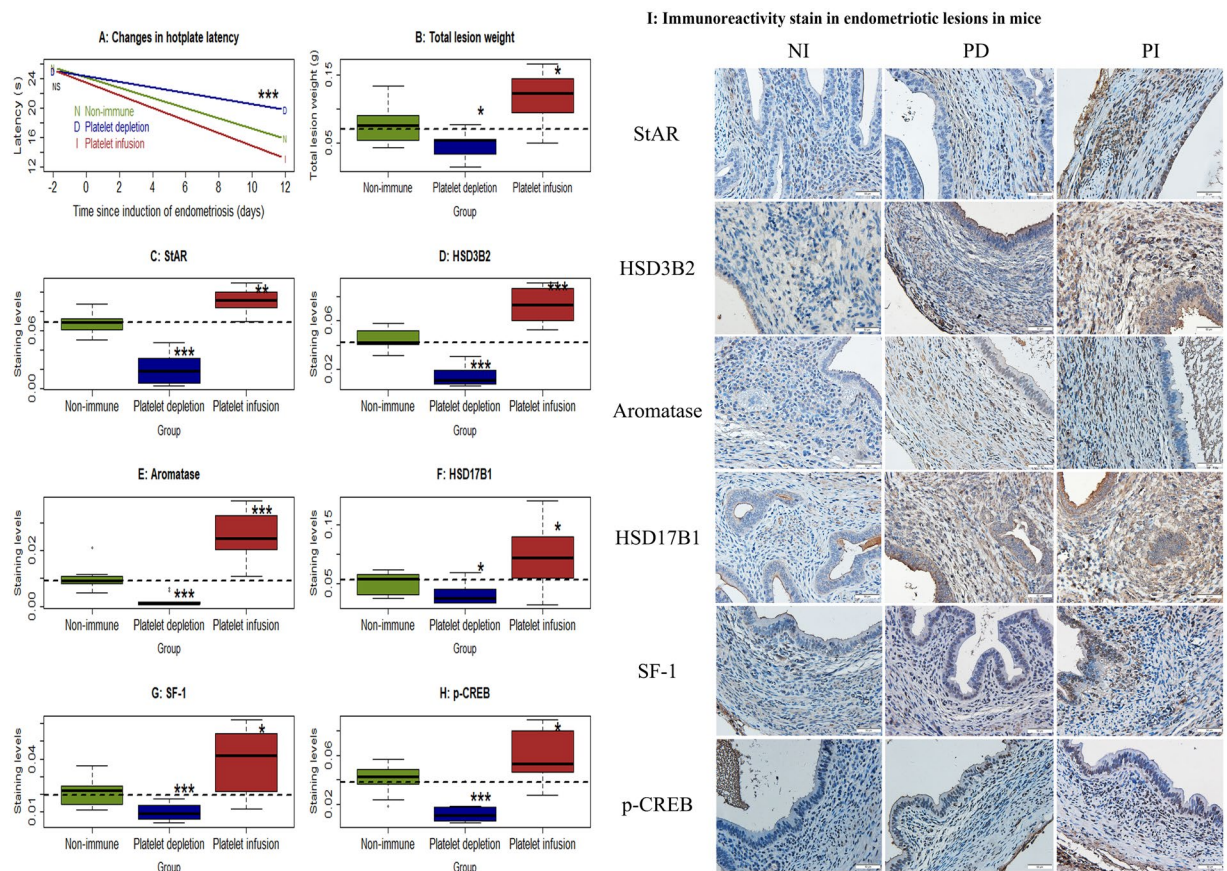 A: Changes in hotplate latency
Latency (s)
24
20
16
12
N
D
NS
***
D
N
I
N Non-immune
D Platelet depletion
I Platelet infusion
-2 0 2 4 6 8 10 12
Time since induction of endometriosis (days)
B: Total lesion weight
Total lesion weight (g)
0.15
0.05
*
*
Non-immune Platelet depletion Platelet infusion
Group
C: StAR
Staining levels
0.06
0.00
***
**
Non-immune Platelet depletion Platelet infusion
Group
D: HSD3B2
Staining levels
0.06
0.02
***
***
Non-immune Platelet depletion Platelet infusion
Group
E: Aromatase
Staining levels
0.02
0.00
***
***
Non-immune Platelet depletion Platelet infusion
Group
F: HSD17B1
Staining levels
0.15
0.05
*
*
Non-immune Platelet depletion Platelet infusion
Group
G: SF-1
Staining levels
0.04
0.01
***
*
Non-immune Platelet depletion Platelet infusion
Group
H: p-CREB
Staining levels
0.06
0.02
***
*
Non-immune Platelet depletion Platelet infusion
Group
I: Immunoreactivity stain in endometriotic lesions in mice
NI PD PI
StAR
HSD3B2
Aromatase
HSD17B1
SF-1
p-CREB